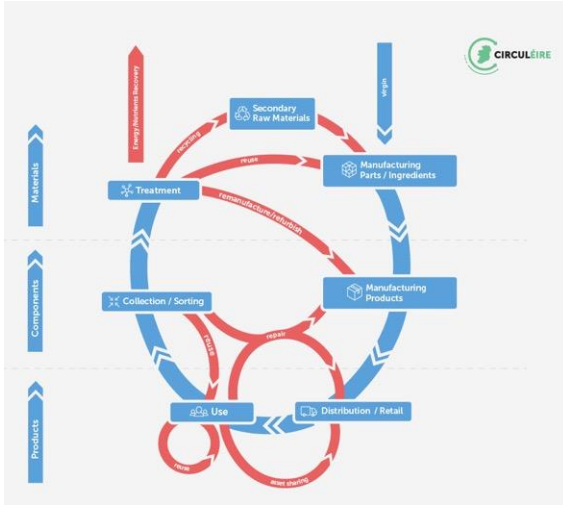 CIRCULÉIRE
Energy/Nutrients Recovery
virgin
Secondary
Raw Materials
recycling
reuse
Manufacturing
Parts / Ingredients
Treatment
remanufacture/refurbish
Materials
Components
Products
Collection / Sorting
Manufacturing
Products
reuse
repair
Use
Distribution / Retail
reuse
asset sharing